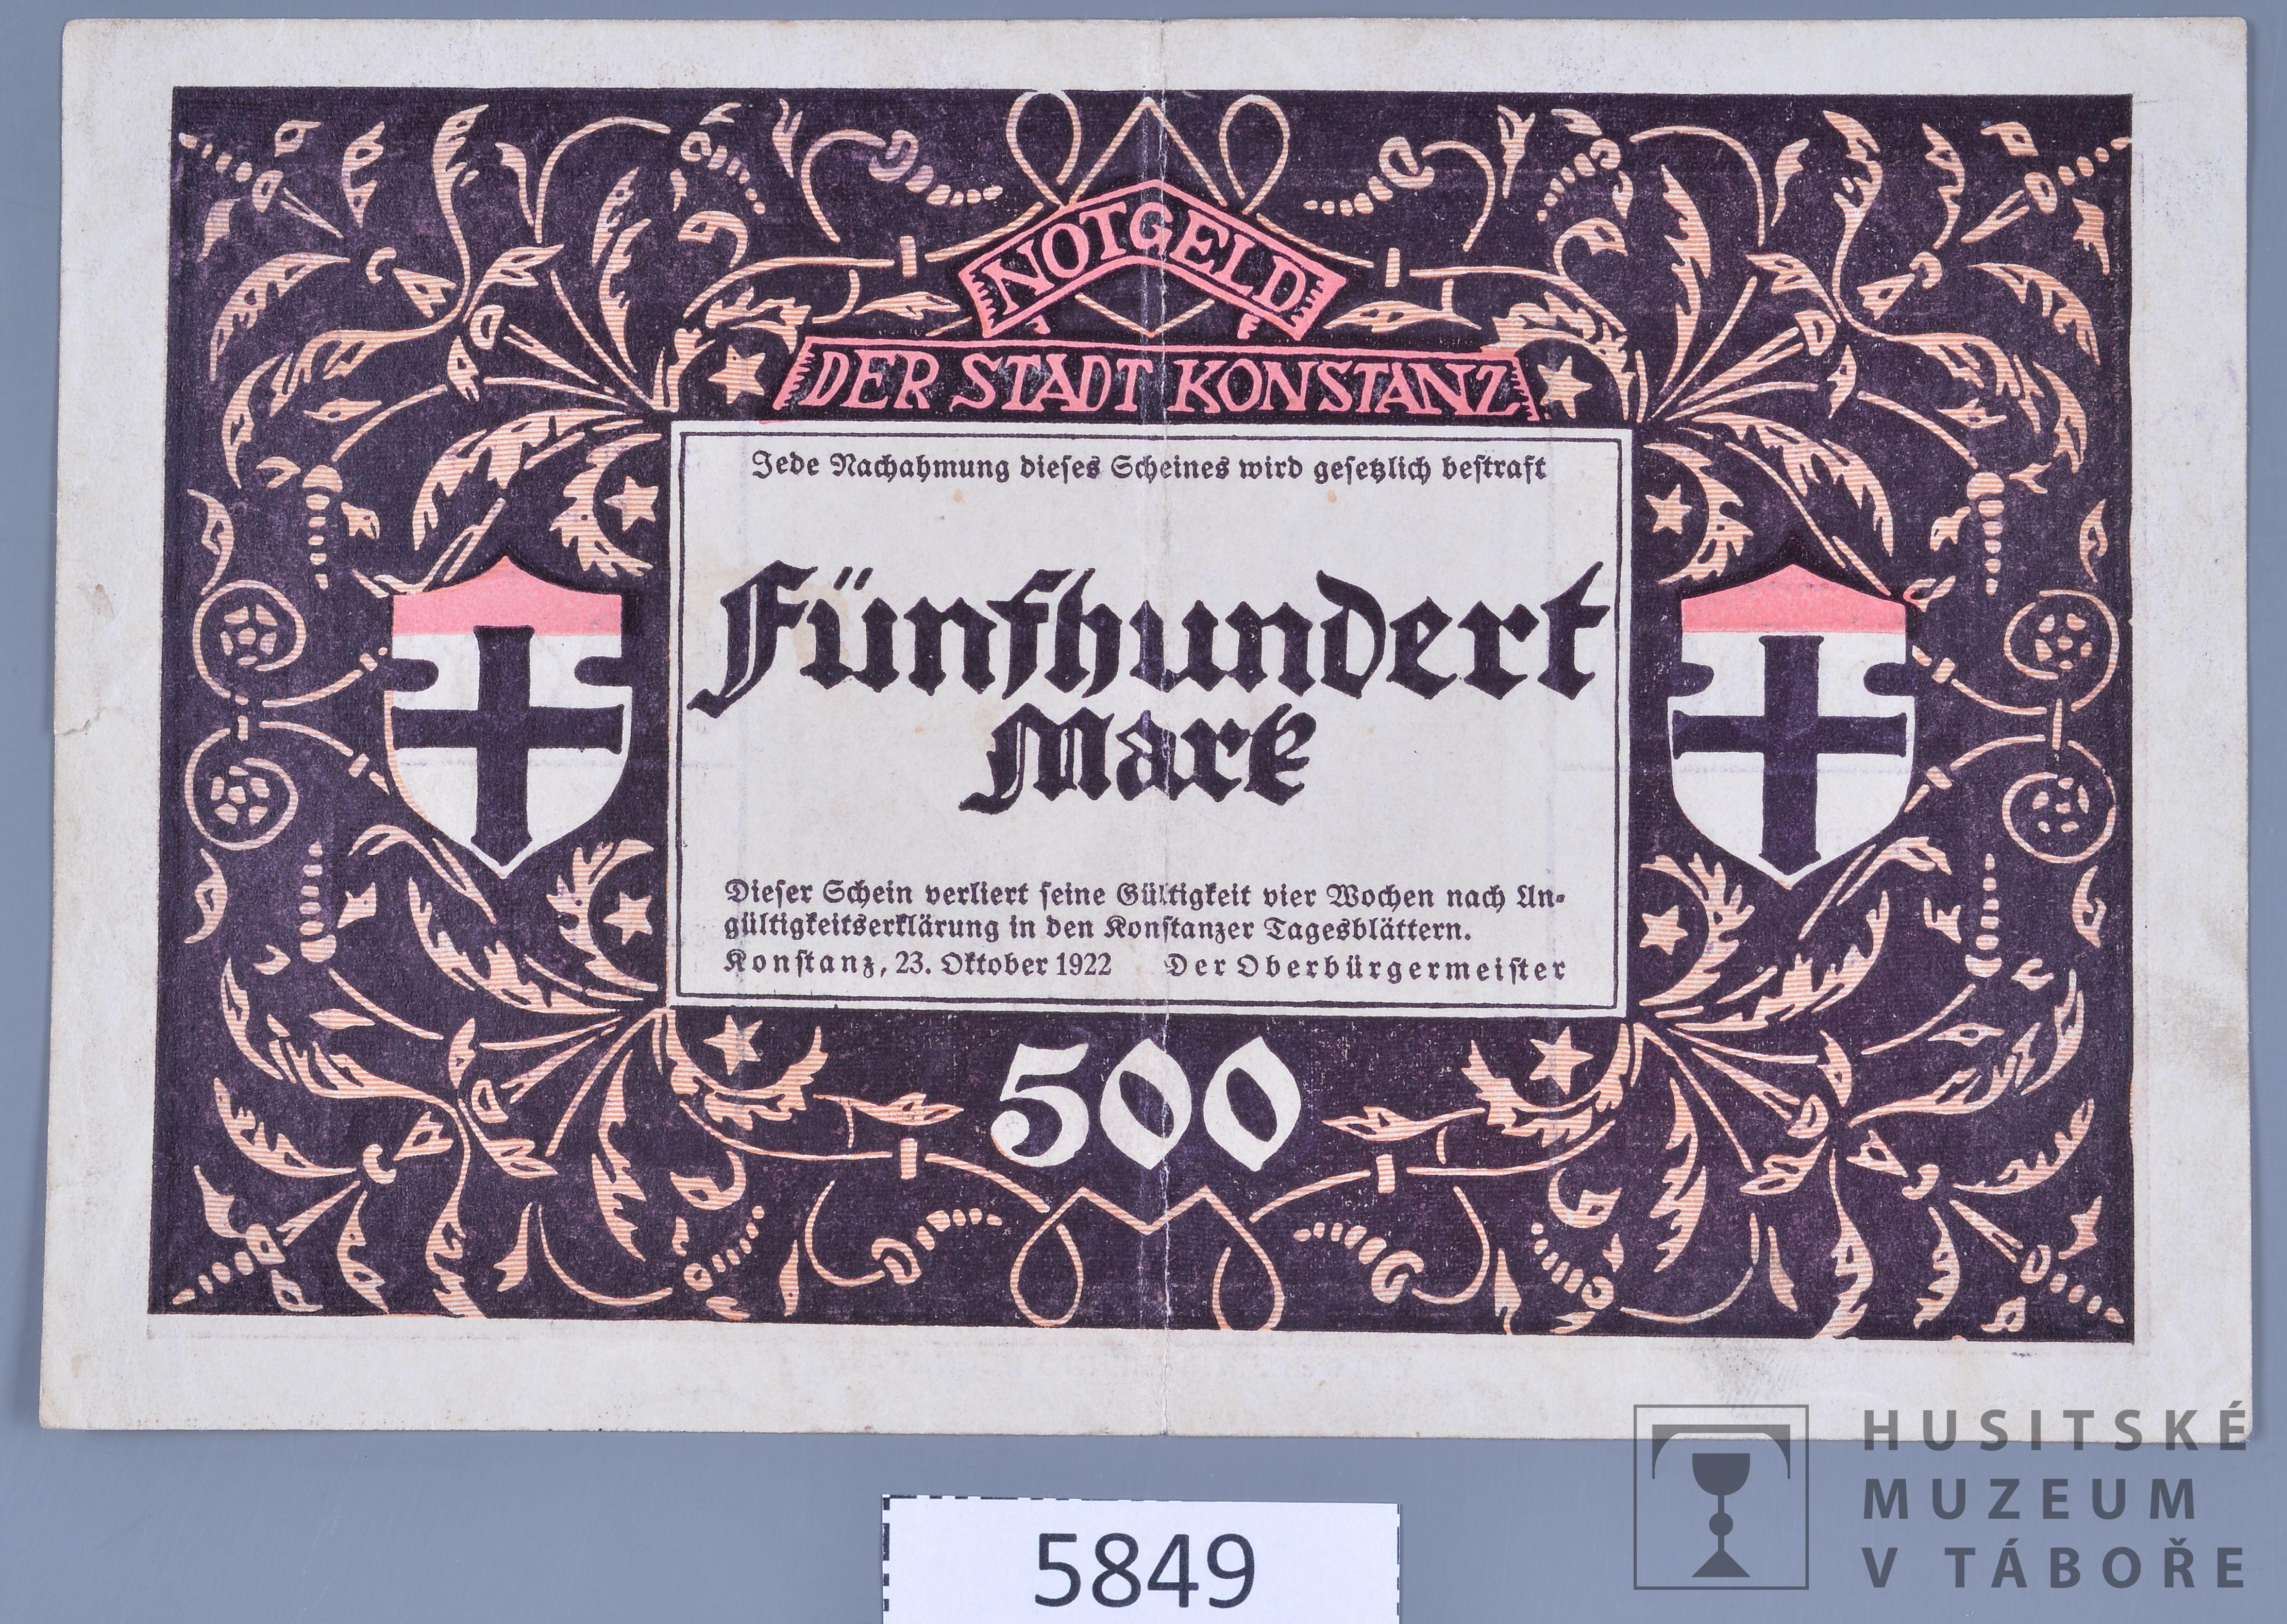 NOTGELD
DER STADT KONSTANZ
Jede Nachahmung dieses Scheines wird gesetzlich bestraft
Fünfhundert
Mark
Dieser Schein verliert seine Gültigkeit vier Wochen nach Un-
gültigkeitserklärung in den Konstanzer Tagesblättern.
Konstanz, 23. Oktober 1922 Der Oberbürgermeister
500
HUSITSKÉ
MUZEUM
V TÁBOŘE
5849